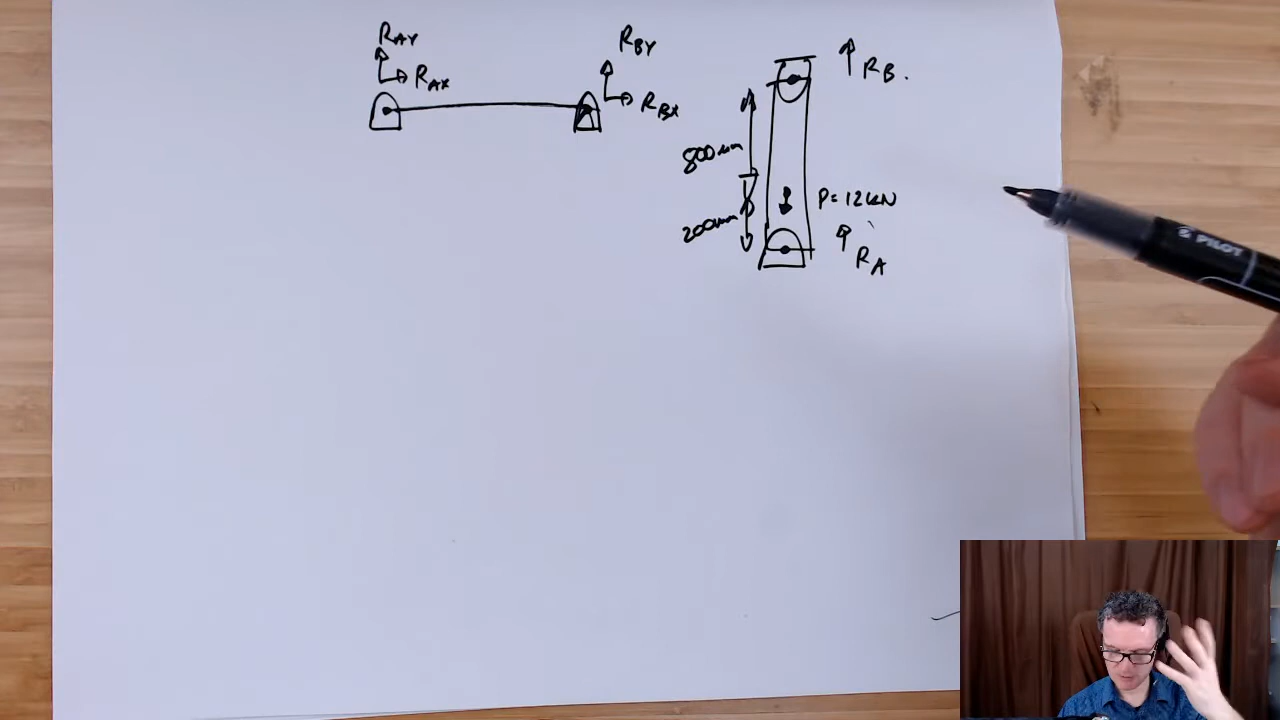 RAY
RAX
RBY
RBX
RB.
800mm
P=12kN
200mm
RA
PILOT